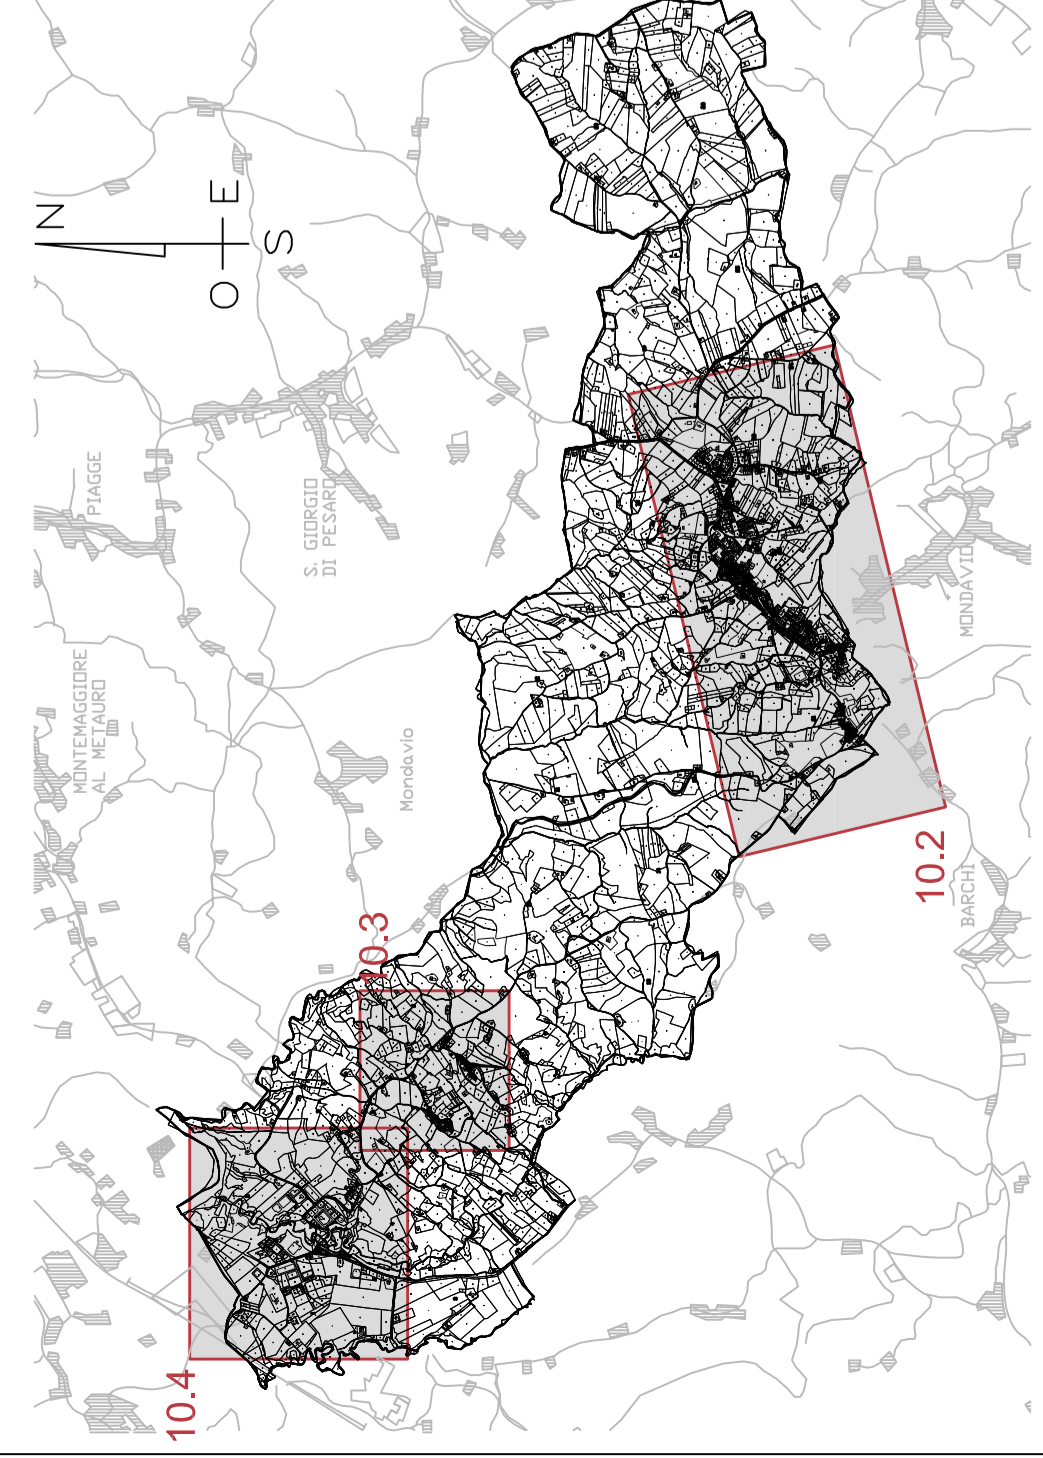 N
O
E
S
PIAGGE
S. GIORGIO
DI PESARO
MONTEMAGGIORE
AL METAURO
Mondavio
MONDAVIO
BARCHI
10.2
10.3
10.4